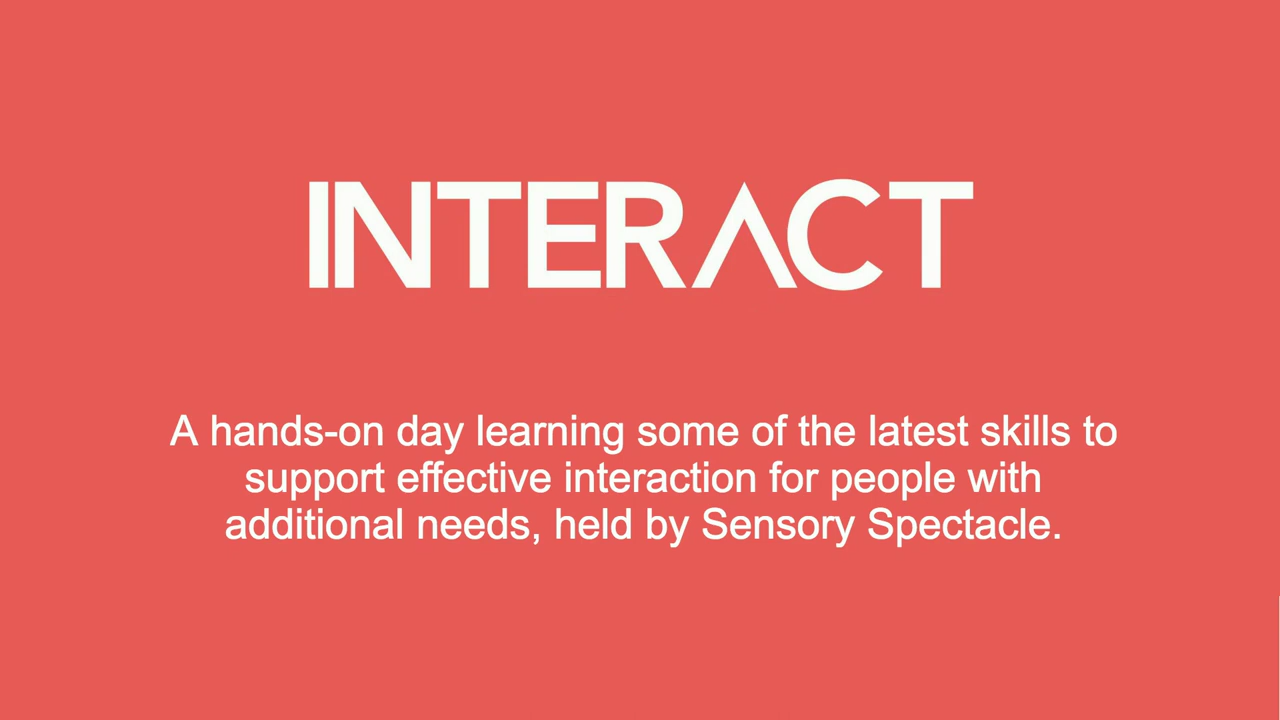 INTERACT
A hands-on day learning some of the latest skills to
support effective interaction for people with
additional needs, held by Sensory Spectacle.